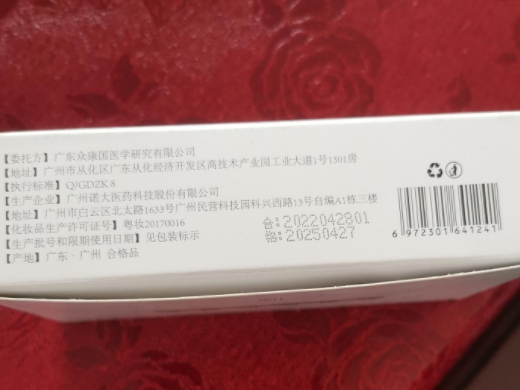 【委托方】广东众康国医学研究有限公司
【地址】广州市从化区广东从化经济开发区高技术产业园工业大道1号1301房
【执行标准】Q/GDZK 8
【生产企业】广州诺大医药科技股份有限公司
【地址】广州市白云区北太路1633号广州民营科技园科兴西路13号自编A1栋三楼
【化妆品生产许可证号】粤妆20170016
【生产批号和限期使用日期】见包装标示
【产地】广东·广州 合格品
合:2022042801
格:20250427
6 972301 641241